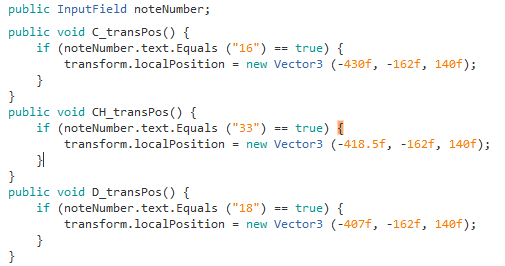 public InputField noteNumber;
public void C_transPos() {
if (noteNumber.text.Equals ("16") == true) {
transform.localPosition = new Vector3 (-430f, -162f, 140f);
}
}
public void CH_transPos() {
if (noteNumber.text.Equals ("33") == true) {
transform.localPosition = new Vector3 (-418.5f, -162f, 140f);
}
}
public void D_transPos() {
if (noteNumber.text.Equals ("18") == true) {
transform.localPosition = new Vector3 (-407f, -162f, 140f);
}
}